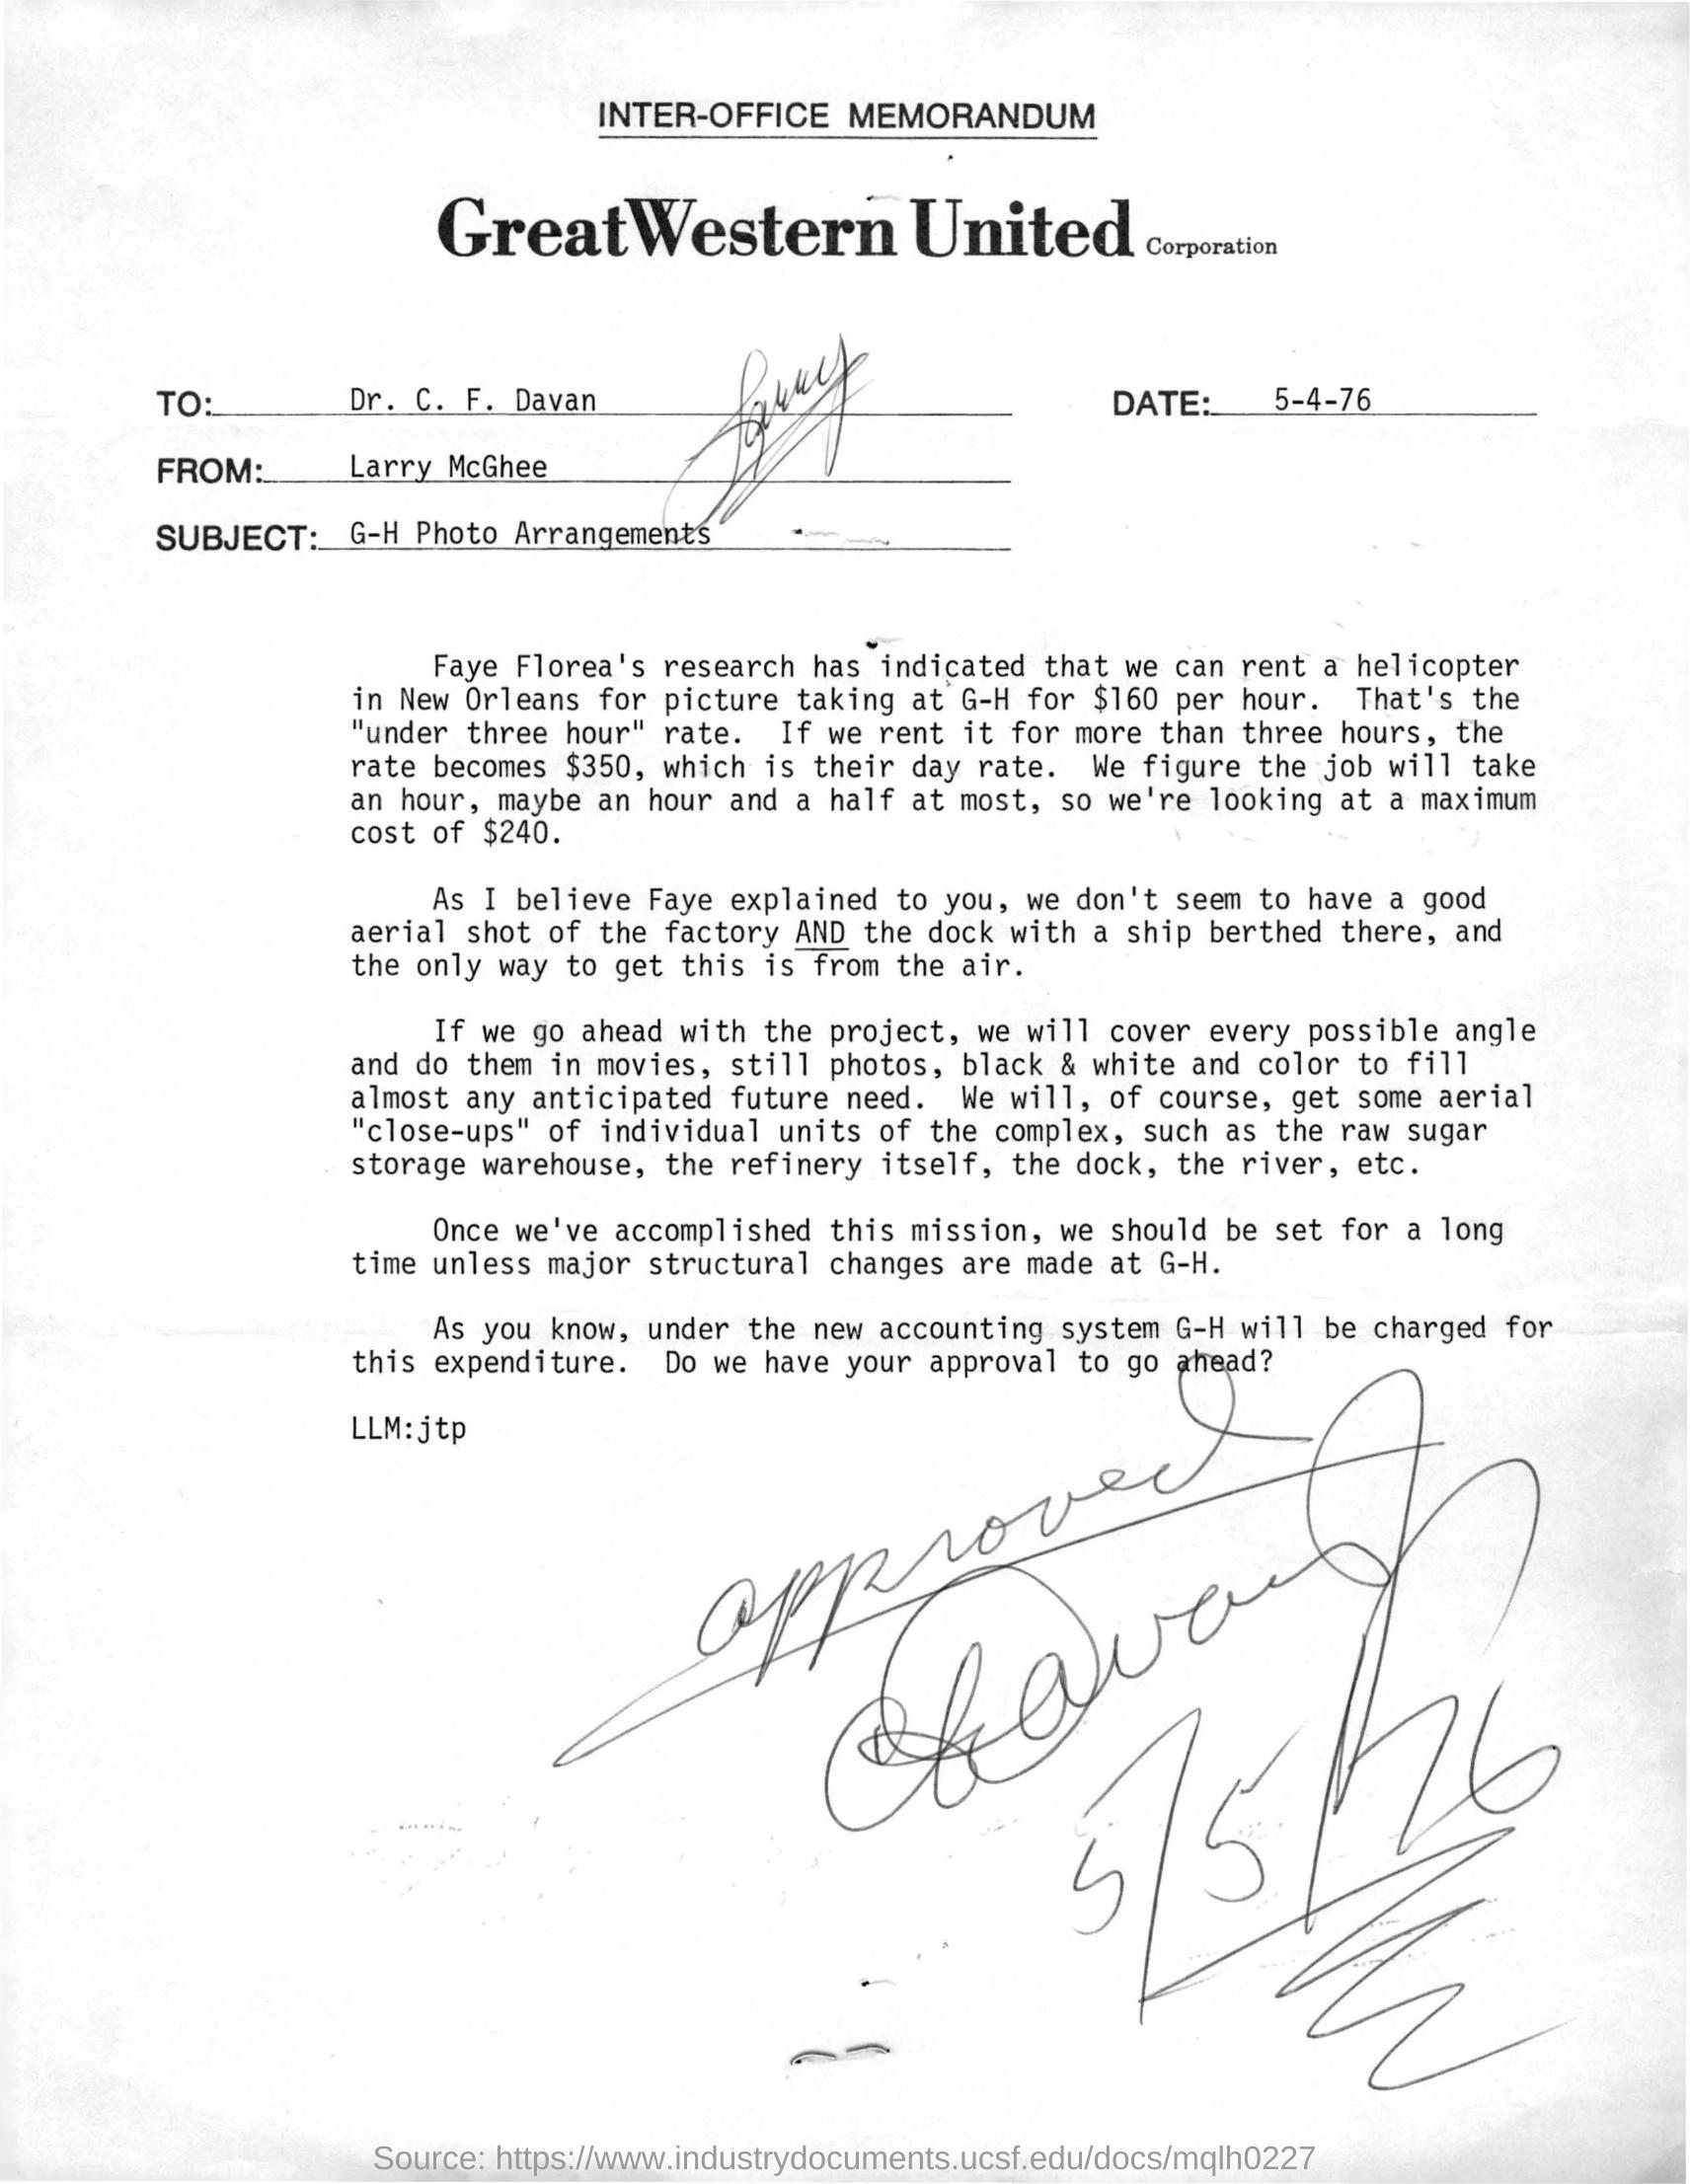 INTER-OFFICE MEMORANDUM
GreatWestern United Corporation
TO: Dr. C. F. Davan DATE: 5-4-76
Larry
FROM: Larry McGhee
SUBJECT: G-H Photo Arrangements
Faye Florea's research has indicated that we can rent a helicopter
in New Orleans for picture taking at G-H for $160 per hour. That's the
"under three hour" rate. If we rent it for more than three hours, the
rate becomes $350, which is their day rate. We figure the job will take
an hour, maybe an hour and a half at most, so we're looking at a maximum
cost of $240.
As I believe Faye explained to you, we don't seem to have a good
aerial shot of the factory AND the dock with a ship berthed there, and
the only way to get this is from the air.
If we go ahead with the project, we will cover every possible angle
and do them in movies, still photos, black & white and color to fill
almost any anticipated future need. We will, of course, get some aerial
"close-ups" of individual units of the complex, such as the raw sugar
storage warehouse, the refinery itself, the dock, the river, etc.
Once we've accomplished this mission, we should be set for a long
time unless major structural changes are made at G-H.
As you know, under the new accounting system G-H will be charged for
this expenditure. Do we have your approval to go ahead?
LLM:jtp
approved
CFDavan
5/5/76
Source: https://www.industrydocuments.ucsf.edu/docs/mqlh0227